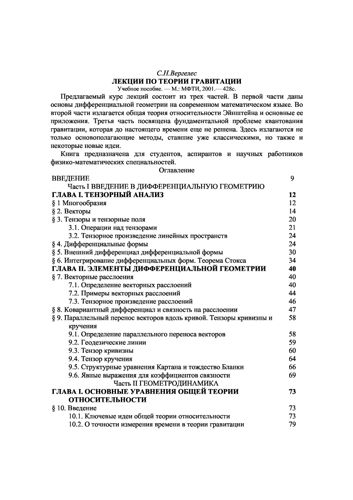 С.Н.Вергелес
ЛЕКЦИИ ПО ТЕОРИИ ГРАВИТАЦИИ
Учебное пособие. — М.: МФТИ, 2001.—428с.
Предлагаемый курс лекций состоит из трех частей. В первой части даны
основы дифференциальной геометрии на современном математическом языке. Во
второй части излагается общая теория относительности Эйнштейна и основные ее
приложения. Третья часть посвящена фундаментальной проблеме квантования
гравитации, которая до настоящего времени еще не решена. Здесь излагаются не
только основополагающие методы, ставшие уже классическими, но также и
некоторые новые идеи.
Книга предназначена для студентов, аспирантов и научных работников
физико-математических специальностей.
Оглавление
ВВЕДЕНИЕ 9
Часть I ВВЕДЕНИЕ В ДИФФЕРЕНЦИАЛЬНУЮ ГЕОМЕТРИЮ
ГЛАВА I. ТЕНЗОРНЫЙ АНАЛИЗ 12
§ 1 Многообразия 12
§ 2. Векторы 14
§ 3. Тензоры и тензорные поля 20
3.1. Операции над тензорами 21
3.2. Тензорное произведение линейных пространств 24
§ 4. Дифференциальные формы 24
§ 5. Внешний дифференциал дифференциальной формы 30
§ 6. Интегрирование дифференциальных форм. Теорема Стокса 34
ГЛАВА II. ЭЛЕМЕНТЫ ДИФФЕРЕНЦИАЛЬНОЙ ГЕОМЕТРИИ 40
§ 7. Векторные расслоения 40
7.1. Определение векторных расслоений 40
7.2. Примеры векторных расслоений 44
7.3. Тензорное произведение расслоений 46
§ 8. Ковариантный дифференциал и связность на расслоении 47
§ 9. Параллельный перенос векторов вдоль кривой. Тензоры кривизны и 58
кручения
9.1. Определение параллельного переноса векторов 58
9.2. Геодезические линии 59
9.3. Тензор кривизны 60
9.4. Тензор кручения 64
9.5. Структурные уравнения Картана и тождество Бианки 66
9.6. Явные выражения для коэффициентов связности 69
Часть II ГЕОМЕТРОДИНАМИКА
ГЛАВА I. ОСНОВНЫЕ УРАВНЕНИЯ ОБЩЕЙ ТЕОРИИ 73
ОТНОСИТЕЛЬНОСТИ
§ 10. Введение 73
10.1. Ключевые идеи общей теории относительности 73
10.2. О точности измерения времени в теории гравитации 79